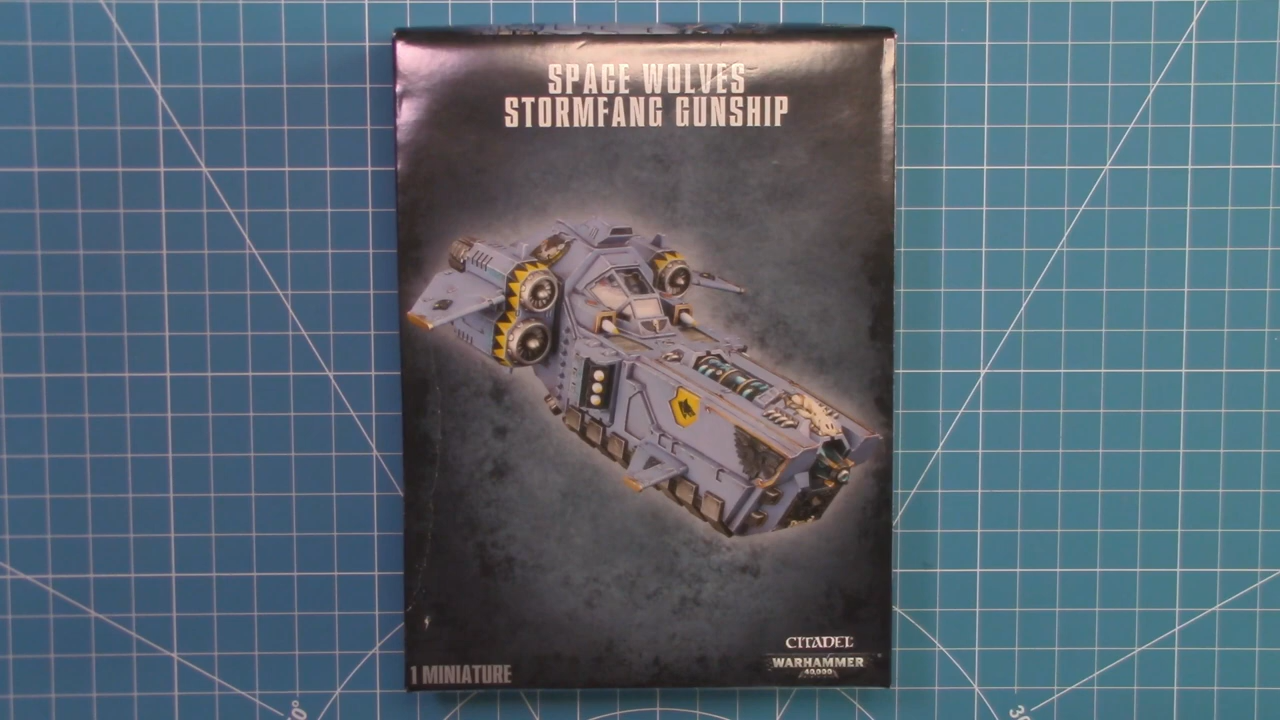 SPACE WOLVES
STORMFANG GUNSHIP
CITADEL
WARHAMMER
40,000
1 MINIATURE